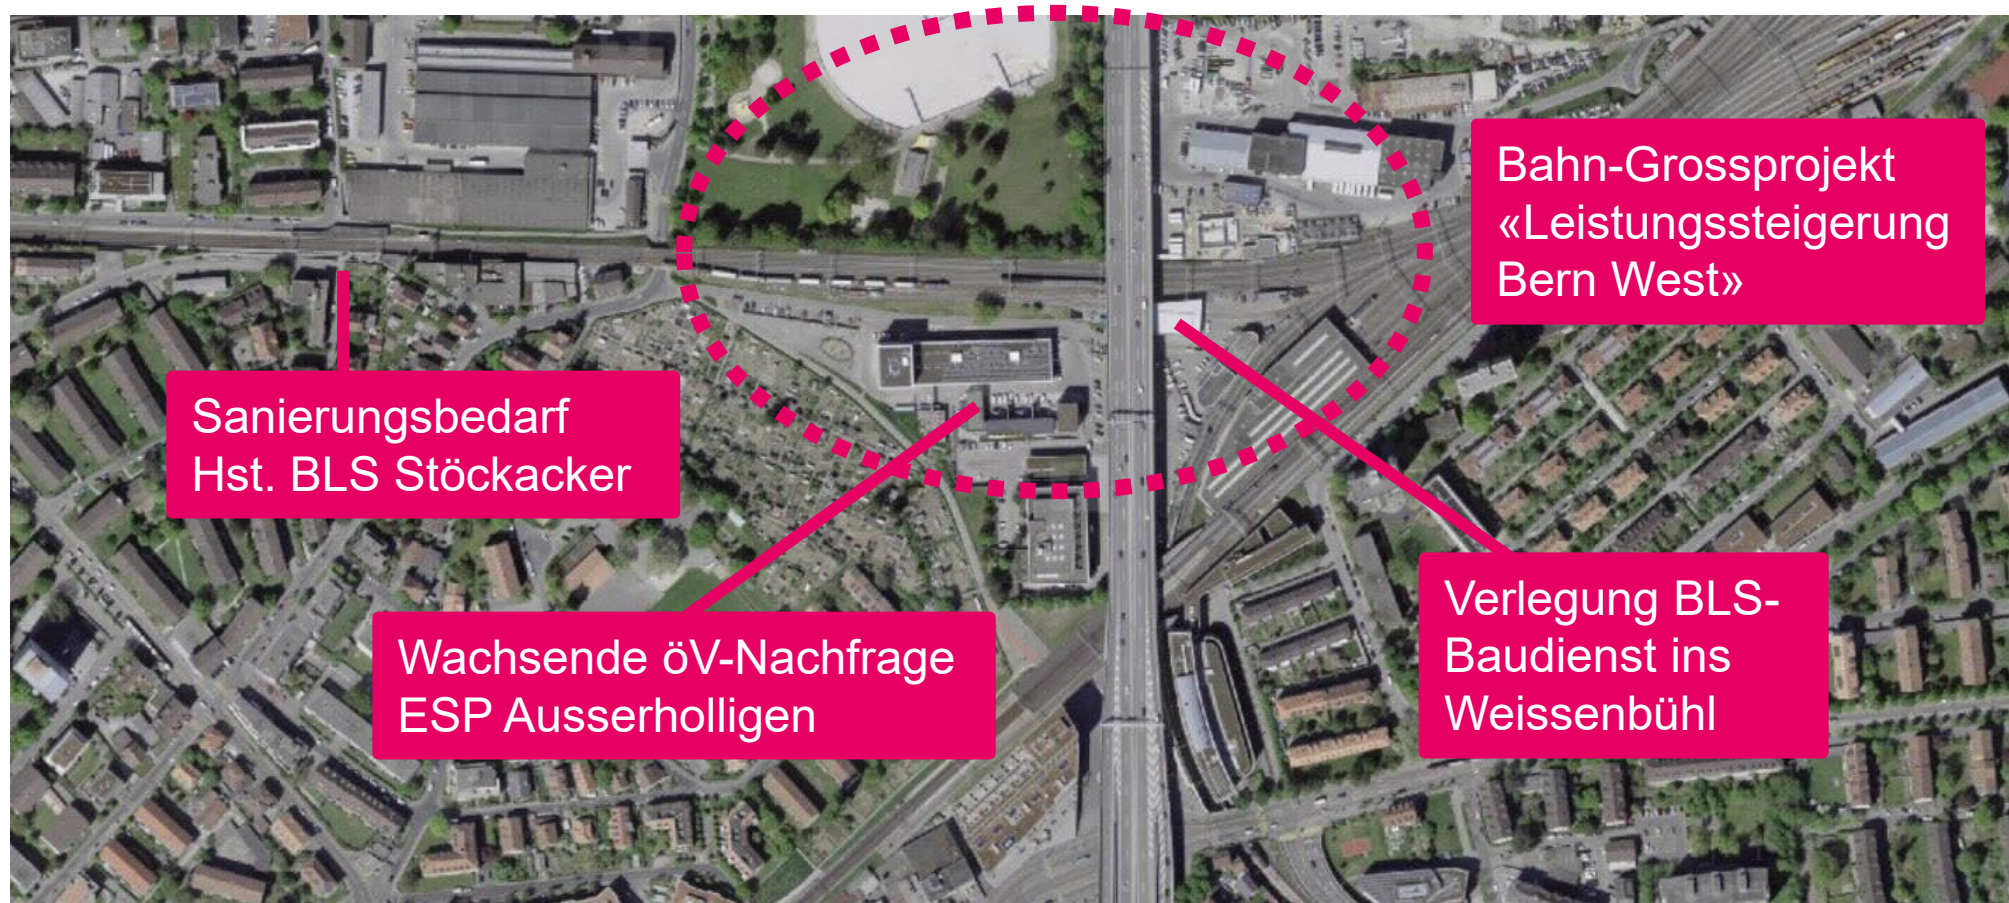 Bahn-Grossprojekt
«Leistungssteigerung
Bern West»
Sanierungsbedarf
Hst. BLS Stöckacker
Wachsende öV-Nachfrage
ESP Ausserholligen
Verlegung BLS-
Baudienst ins
Weissenbühl